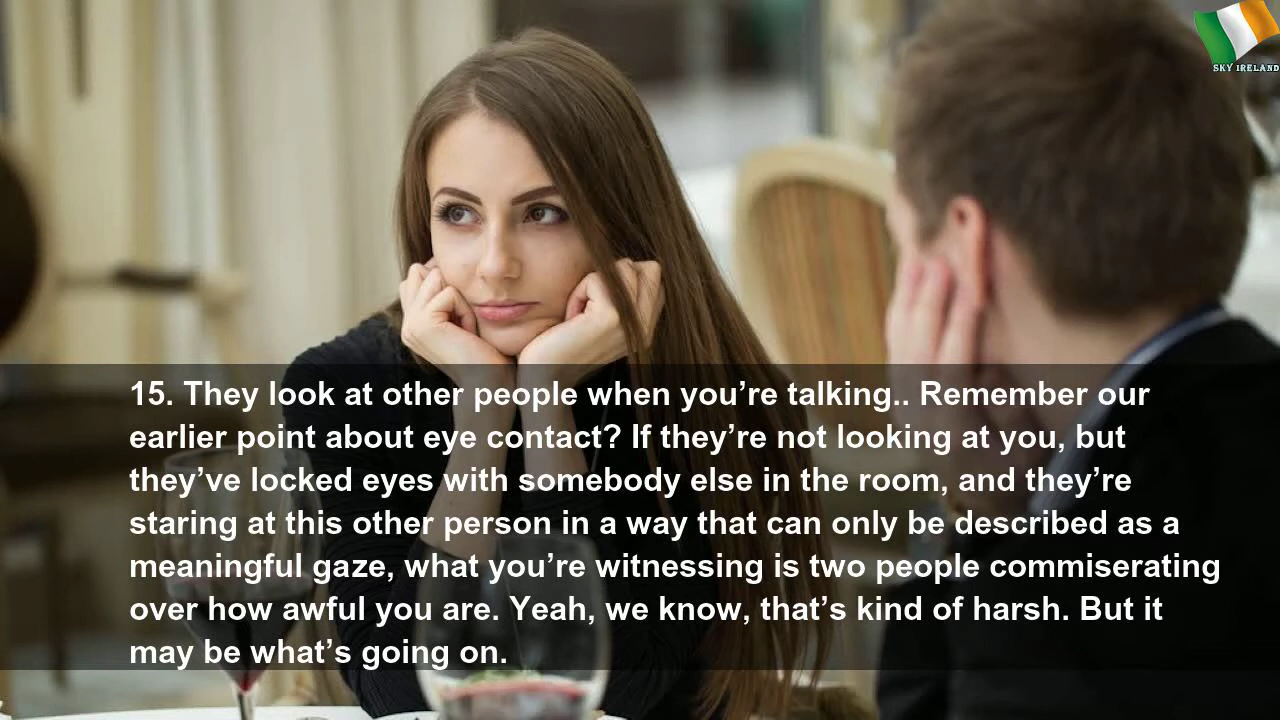 SKY IRELAND
15. They look at other people when you’re talking.. Remember our
earlier point about eye contact? If they’re not looking at you, but
they’ve locked eyes with somebody else in the room, and they’re
staring at this other person in a way that can only be described as a
meaningful gaze, what you’re witnessing is two people commiserating
over how awful you are. Yeah, we know, that’s kind of harsh. But it
may be what’s going on.